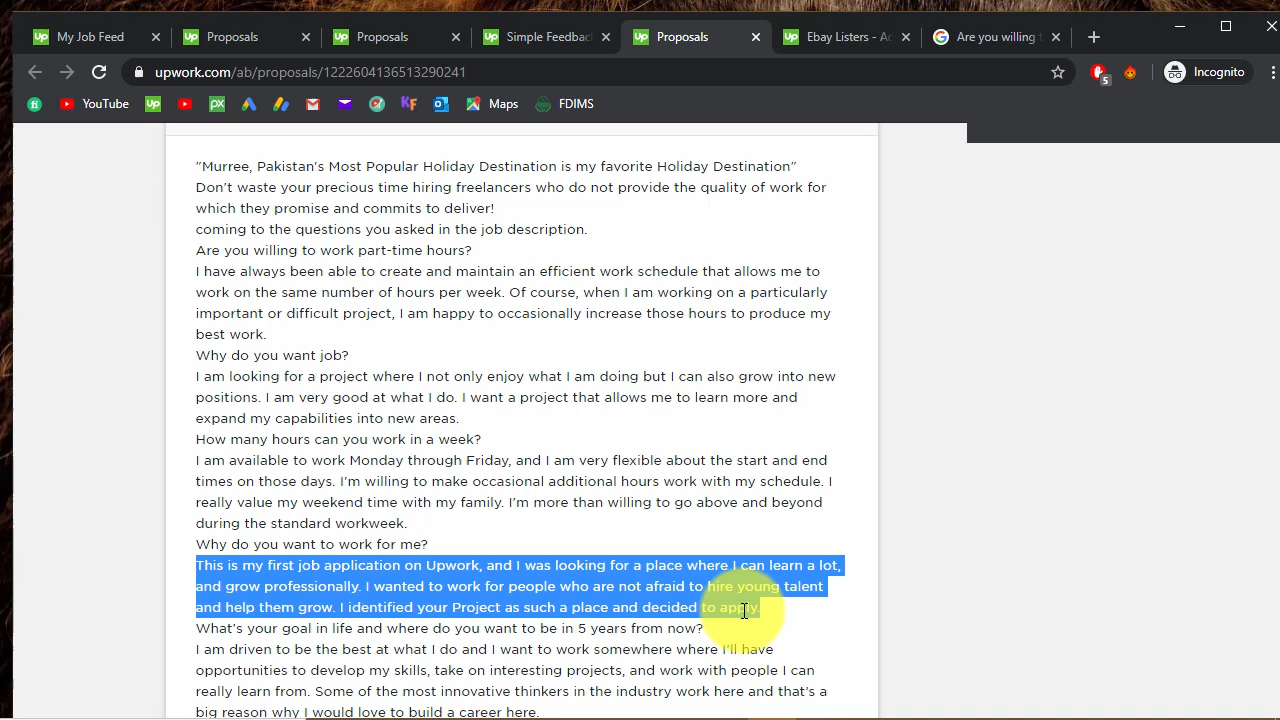 My Job Feed
Proposals
Proposals
Simple Feedbac
Proposals
Ebay Listers - Ac
Are you willing t
upwork.com/ab/proposals/1222604136513290241
5
Incognito
YouTube
Maps
FDIMS
"Murree, Pakistan's Most Popular Holiday Destination is my favorite Holiday Destination"
Don't waste your precious time hiring freelancers who do not provide the quality of work for
which they promise and commits to deliver!
coming to the questions you asked in the job description.
Are you willing to work part-time hours?
I have always been able to create and maintain an efficient work schedule that allows me to
work on the same number of hours per week. Of course, when I am working on a particularly
important or difficult project, I am happy to occasionally increase those hours to produce my
best work.
Why do you want job?
I am looking for a project where I not only enjoy what I am doing but I can also grow into new
positions. I am very good at what I do. I want a project that allows me to learn more and
expand my capabilities into new areas.
How many hours can you work in a week?
I am available to work Monday through Friday, and I am very flexible about the start and end
times on those days. I'm willing to make occasional additional hours work with my schedule. I
really value my weekend time with my family. I'm more than willing to go above and beyond
during the standard workweek.
Why do you want to work for me?
This is my first job application on Upwork, and I was looking for a place where I can learn a lot,
and grow professionally. I wanted to work for people who are not afraid to hire young talent
and help them grow. I identified your Project as such a place and decided to apply.
What's your goal in life and where do you want to be in 5 years from now?
I am driven to be the best at what I do and I want to work somewhere where I'll have
opportunities to develop my skills, take on interesting projects, and work with people I can
really learn from. Some of the most innovative thinkers in the industry work here and that's a
big reason why I would love to build a career here.